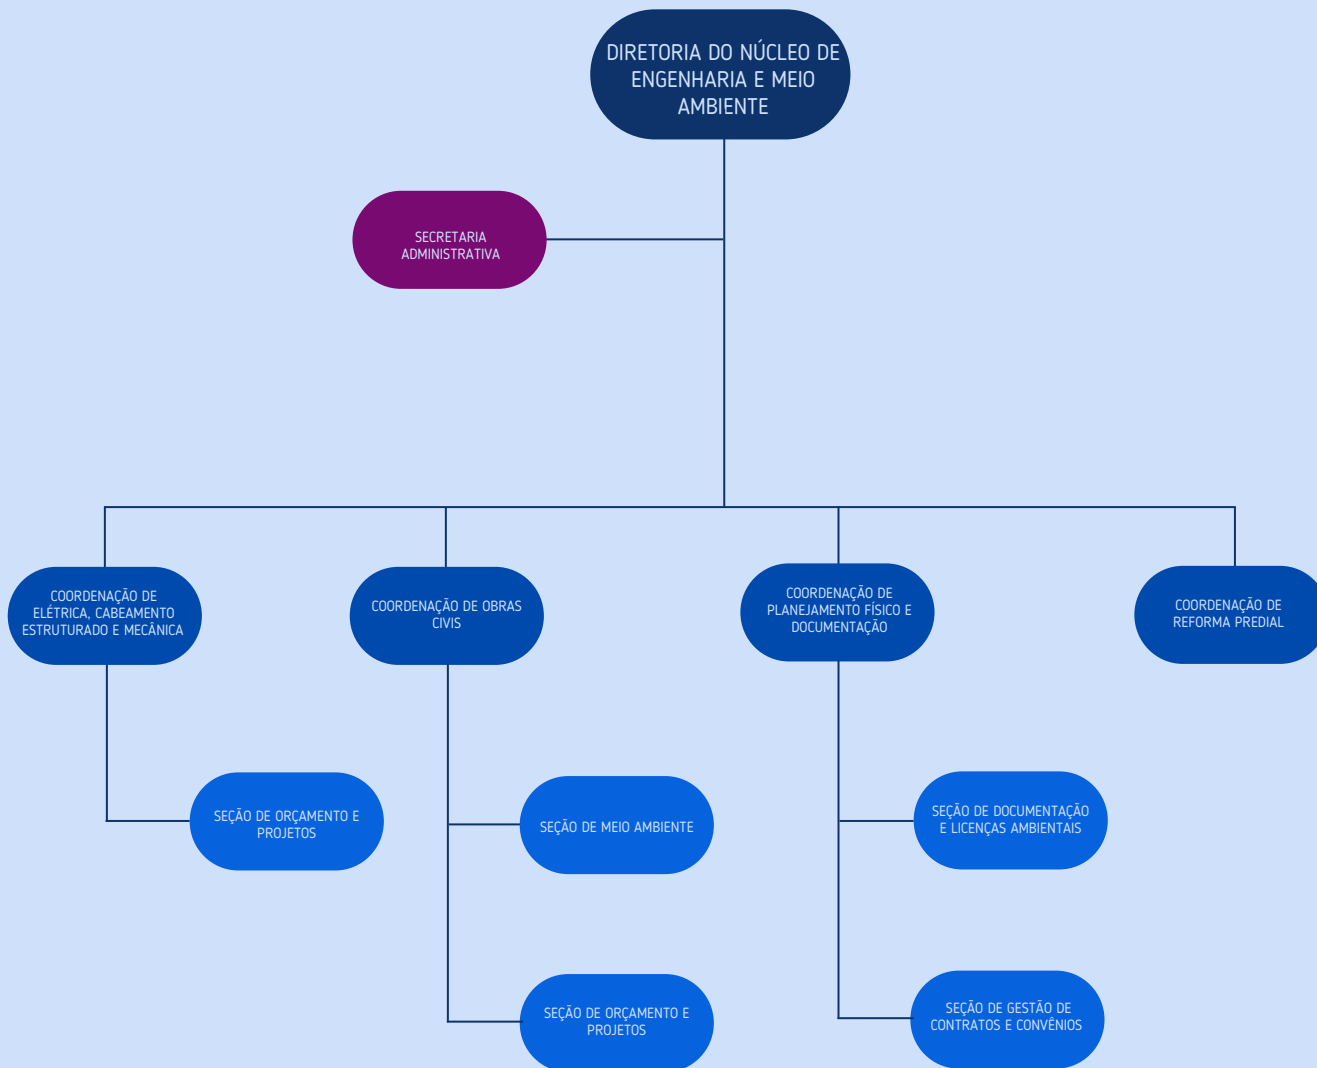 DIRETORIA DO NÚCLEO DE
ENGENHARIA E MEIO
AMBIENTE
SECRETARIA
ADMINISTRATIVA
COORDENAÇÃO DE
ELÉTRICA, CABEAMENTO
ESTRUTURADO E MECÂNICA
COORDENAÇÃO DE OBRAS
CIVIS
COORDENAÇÃO DE
PLANEJAMENTO FÍSICO E
DOCUMENTAÇÃO
COORDENAÇÃO DE
REFORMA PREDIAL
SEÇÃO DE ORÇAMENTO E
PROJETOS
SEÇÃO DE MEIO AMBIENTE
SEÇÃO DE DOCUMENTAÇÃO
E LICENÇAS AMBIENTAIS
SEÇÃO DE ORÇAMENTO E
PROJETOS
SEÇÃO DE GESTÃO DE
CONTRATOS E CONVÊNIOS